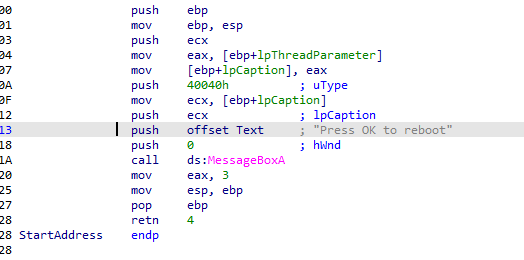 00 push ebp
01 mov ebp, esp
03 push ecx
04 mov eax, [ebp+lpThreadParameter]
07 mov [ebp+lpCaption], eax
0A push 40040h ; uType
0F mov ecx, [ebp+lpCaption]
12 push ecx ; lpCaption
13 push offset Text ; "Press OK to reboot"
18 push 0 ; hWnd
1A call ds:MessageBoxA
20 mov eax, 3
25 mov esp, ebp
27 pop ebp
28 retn 4
28 StartAddress endp
28